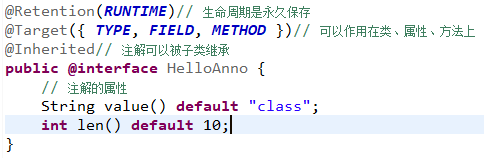 @Retention(RUNTIME)// 生命周期是永久保存
@Target({ TYPE, FIELD, METHOD })// 可以作用在类、属性、方法上
@Inherited// 注解可以被子类继承
public @interface HelloAnno {
// 注解的属性
String value() default "class";
int len() default 10;
}